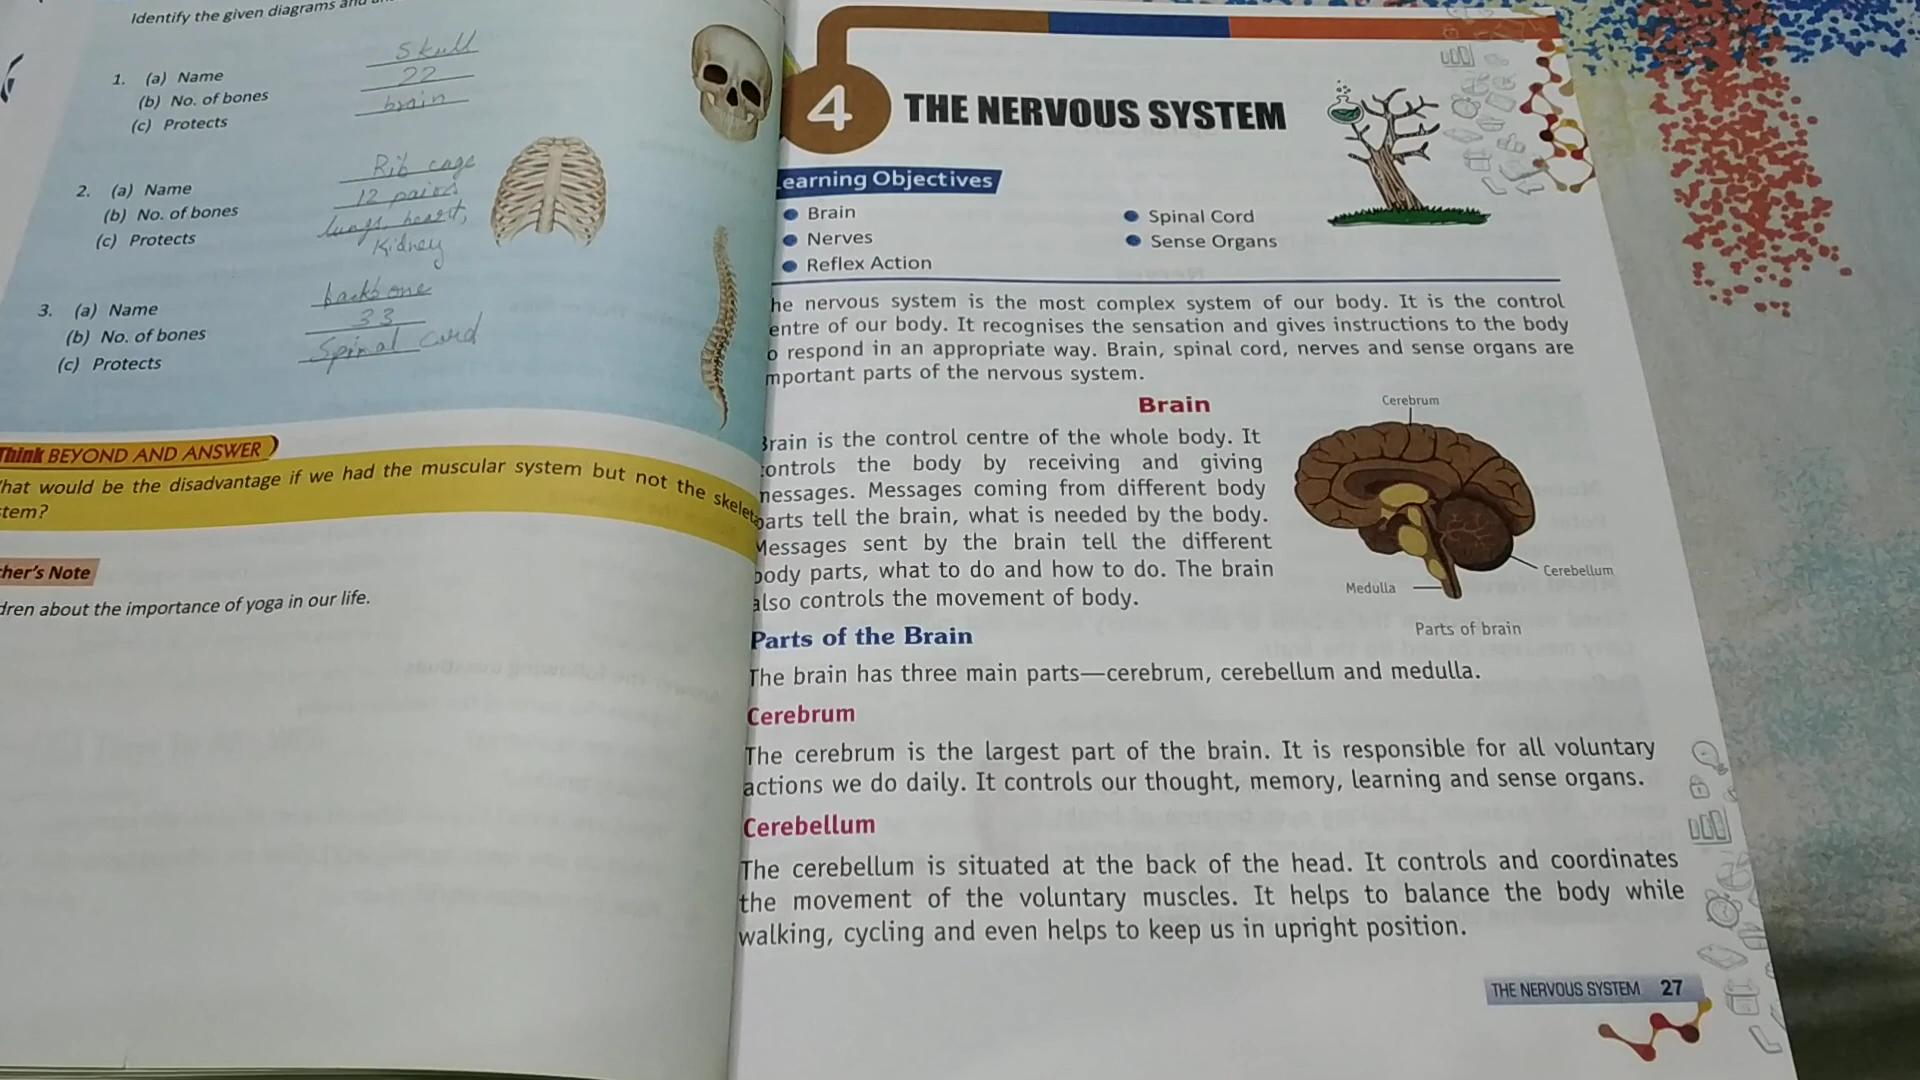 Identify the given diagrams and
1. (a) Name
skull
(b) No. of bones
22
(c) Protects
brain
2. (a) Name
Rib cage
(b) No. of bones
12 pairs
(c) Protects
lungs, heart,
Kidney
3. (a) Name
backbone
(b) No. of bones
33
(c) Protects
Spinal cord
Think BEYOND AND ANSWER
hat would be the disadvantage if we had the muscular system but not the skelet
tem?
her's Note
dren about the importance of yoga in our life.
4 THE NERVOUS SYSTEM
earning Objectives
Brain
Spinal Cord
Nerves
Sense Organs
Reflex Action
he nervous system is the most complex system of our body. It is the control
entre of our body. It recognises the sensation and gives instructions to the body
o respond in an appropriate way. Brain, spinal cord, nerves and sense organs are
mportant parts of the nervous system.
Brain
Brain is the control centre of the whole body. It
controls the body by receiving and giving
messages. Messages coming from different body
parts tell the brain, what is needed by the body.
Messages sent by the brain tell the different
body parts, what to do and how to do. The brain
also controls the movement of body.
Cerebrum
Cerebellum
Medulla
Parts of brain
Parts of the Brain
The brain has three main parts—cerebrum, cerebellum and medulla.
Cerebrum
The cerebrum is the largest part of the brain. It is responsible for all voluntary
actions we do daily. It controls our thought, memory, learning and sense organs.
Cerebellum
The cerebellum is situated at the back of the head. It controls and coordinates
the movement of the voluntary muscles. It helps to balance the body while
walking, cycling and even helps to keep us in upright position.
THE NERVOUS SYSTEM 27